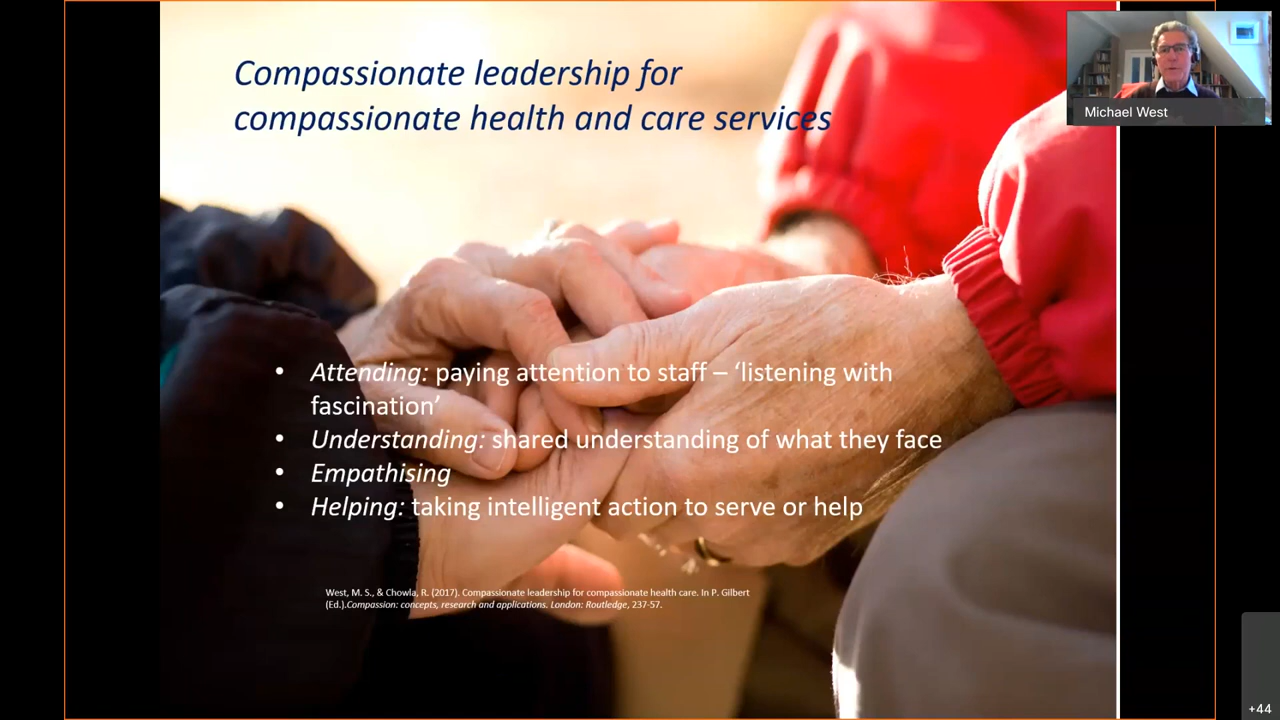 Compassionate leadership for
compassionate health and care services
Michael West
• Attending: paying attention to staff – ‘listening with
fascination’
• Understanding: shared understanding of what they face
• Empathising
• Helping: taking intelligent action to serve or help
West, M. S., & Chowla, R. (2017). Compassionate leadership for compassionate health care. In P. Gilbert
(Ed.).Compassion: concepts, research and applications. London: Routledge, 237-57.
+44